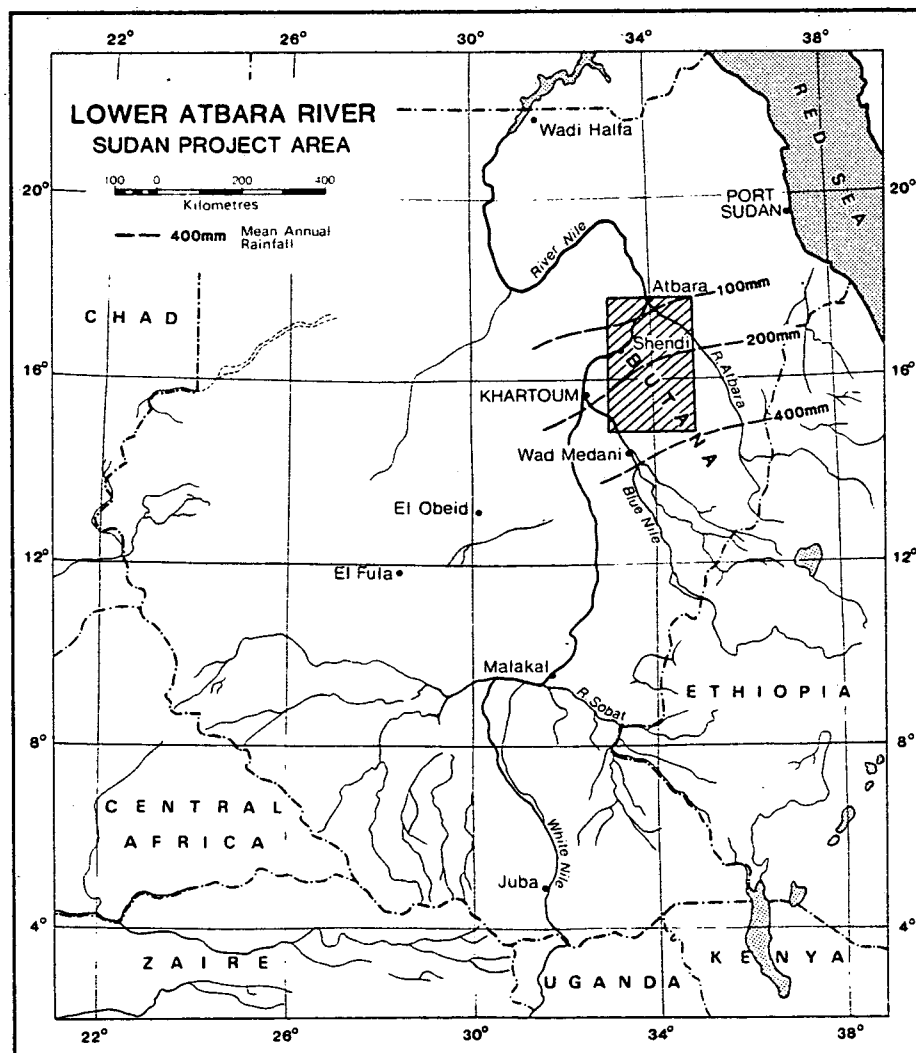 22° 26° 30° 34° 38°
LOWER ATBARA RIVER
SUDAN PROJECT AREA
100 0 200 400
Kilometres
400mm Mean Annual
Rainfall
Wadi Halfa
RED SEA
20° 20°
PORT
SUDAN
River Nile
Atbara
100mm
CHAD
Shendi
200mm
R. Atbara
16° 16°
BUTANA
KHARTOUM
400mm
Wad Medani
Blue Nile
El Obeid
12° 12°
El Fula
Malakal
R. Sobat
ETHIOPIA
8° 8°
CENTRAL
AFRICA
White Nile
Juba
4° 4°
ZAIRE
UGANDA
KENYA
22° 26° 30° 34° 38°